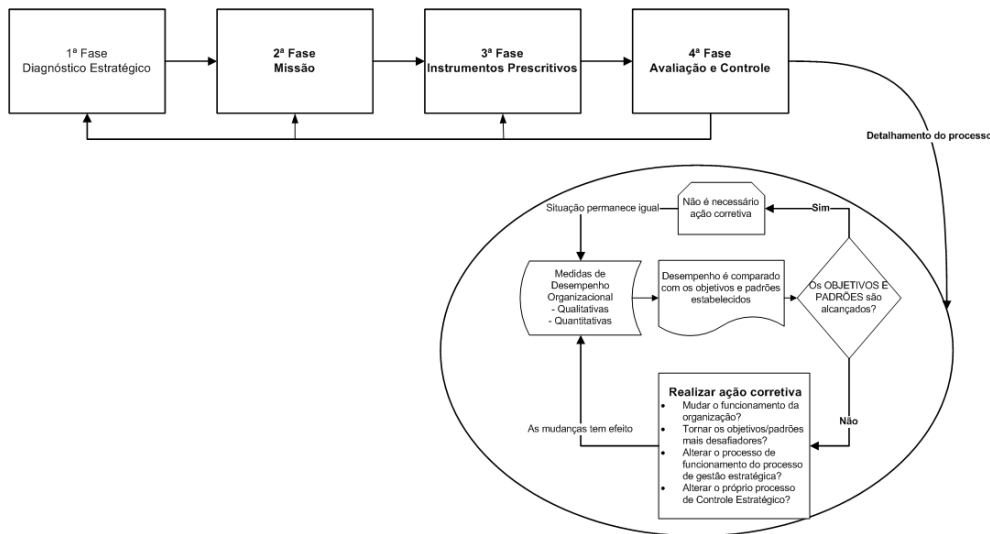 1ª Fase
Diagnóstico Estratégico
2ª Fase
Missão
3ª Fase
Instrumentos Prescritivos
4ª Fase
Avaliação e Controle
Detalhamento do processo
Situação permanece igual
Não é necessário
ação corretiva
Sim
Medidas de
Desempenho
Organizacional
- Qualitativas
- Quantitativas
Desempenho é comparado
com os objetivos e padrões
estabelecidos
Os OBJETIVOS E
PADRÕES são
alcançados?
Não
Realizar ação corretiva
• Mudar o funcionamento da
organização?
• Tornar os objetivos/padrões
mais desafiadores?
• Alterar o processo de
funcionamento do processo
de gestão estratégica?
• Alterar o próprio processo
de Controle Estratégico?
As mudanças tem efeito